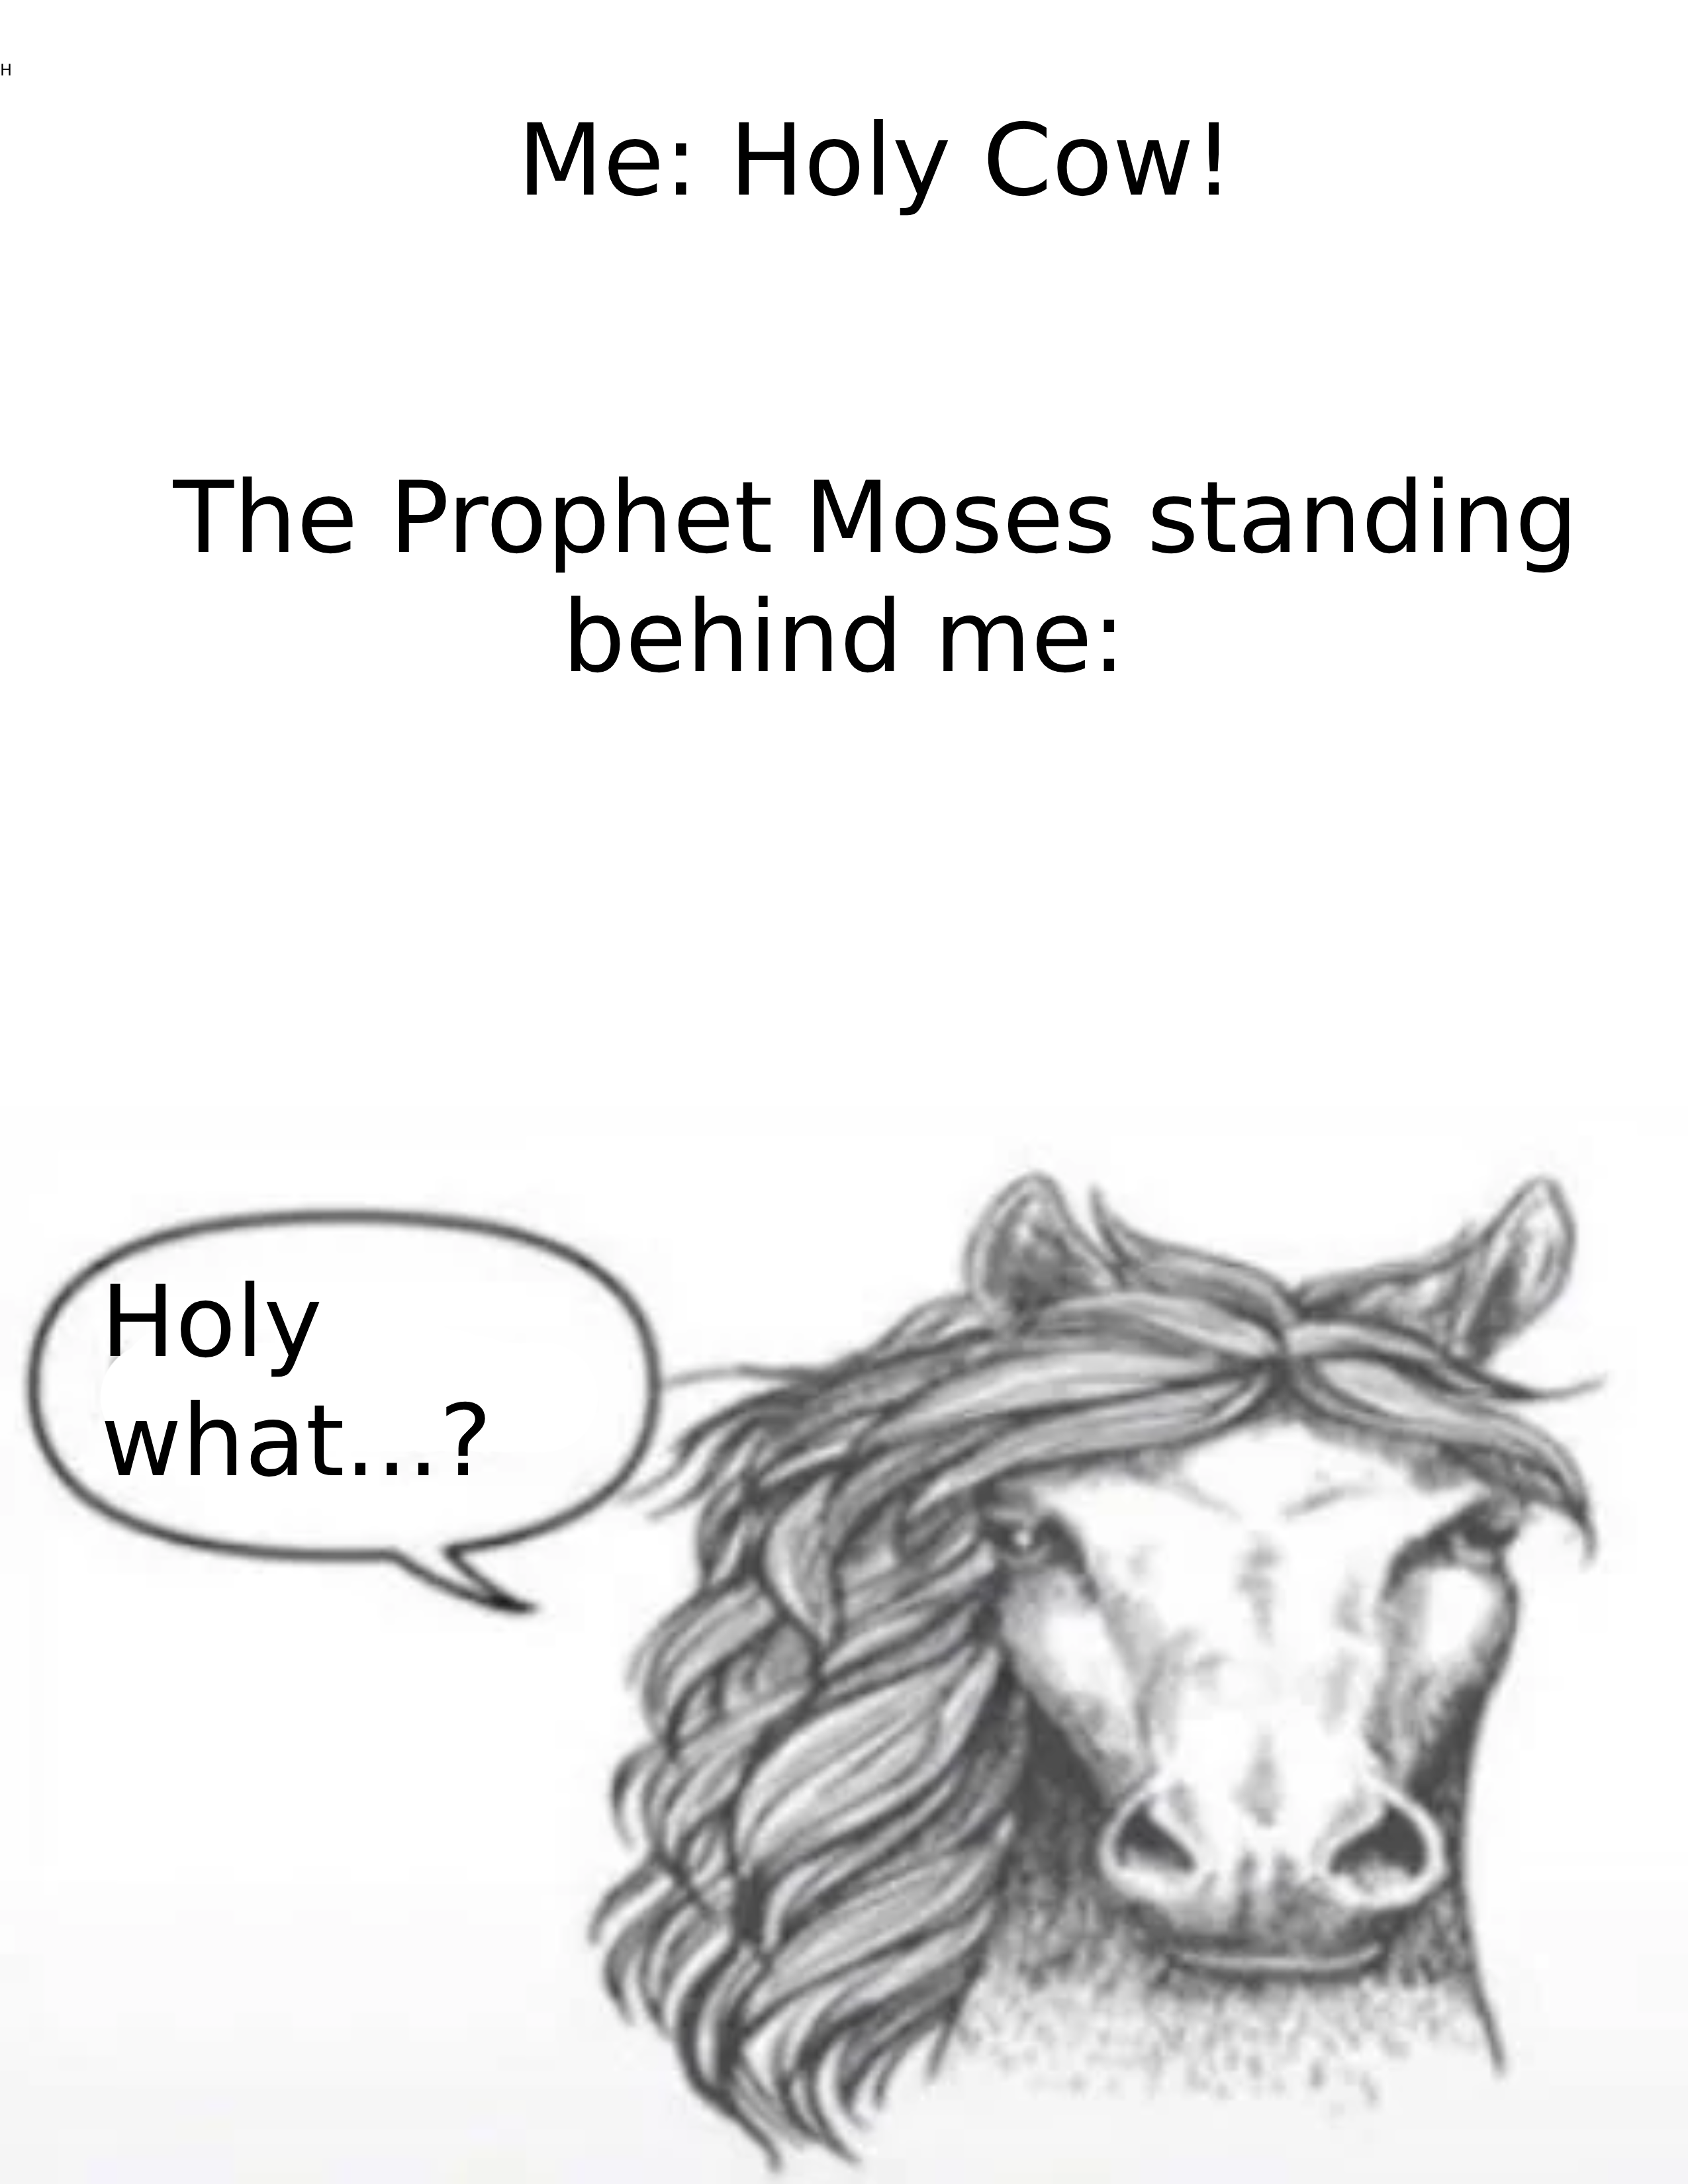 H
Me: Holy Cow!
The Prophet Moses standing
behind me:
Holy
what...?